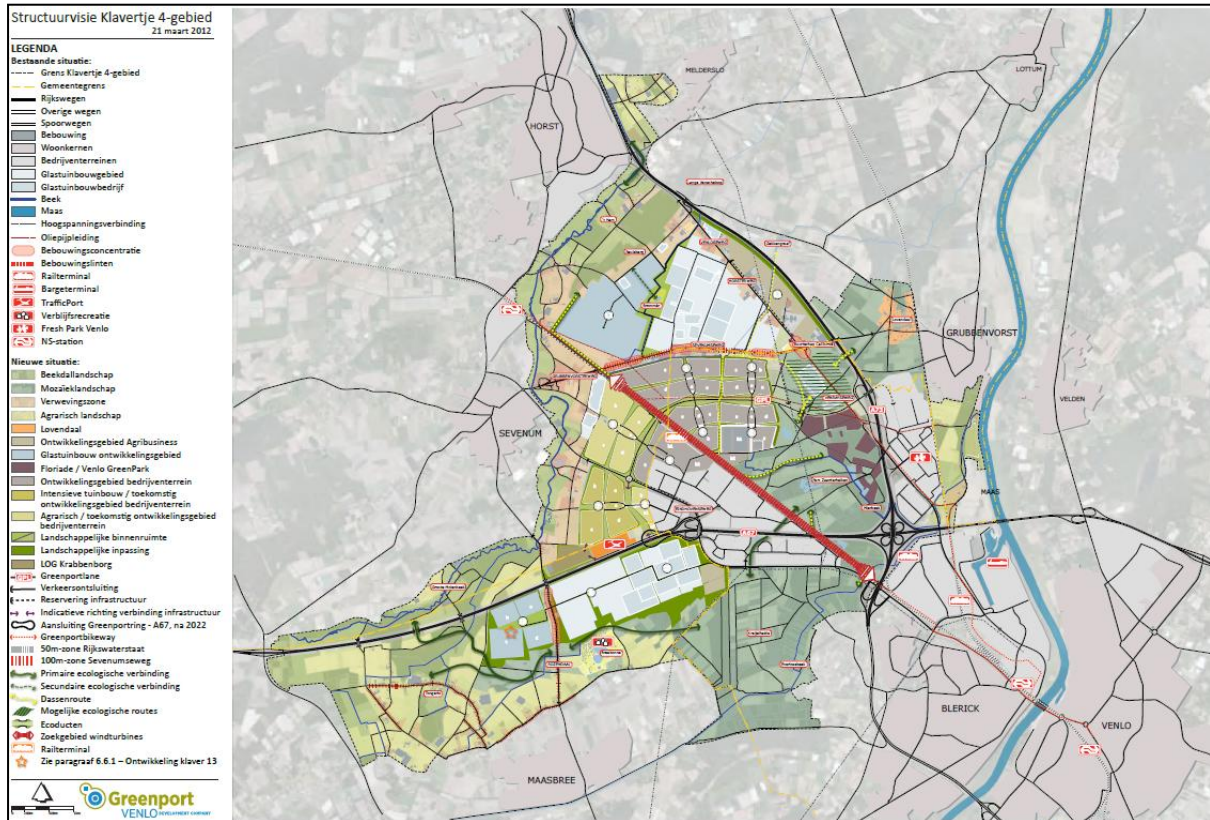 Structuurvisie Klavertje 4-gebied
21 maart 2012
LEGENDA
Bestaande situatie:
Grens Klavertje 4-gebied
Gemeentegrens
Rijkswegen
Overige wegen
Spoorwegen
Bebouwing
Woonkernen
Bedrijventerreinen
Glastuinbouwgebied
Glastuinbouwbedrijf
Beek
Maas
Hoogspanningsverbinding
Oliepijpleiding
Bebouwingsconcentratie
Bebouwingslinten
Railterminal
Bargeterminal
TrafficPort
Verblijfsrecreatie
Fresh Park Venlo
NS-station
Nieuwe situatie:
Beekdallandschap
Mozaïeklandschap
Verwevingszone
Agrarisch landschap
Lovendaal
Ontwikkelingsgebied Agribusiness
Glastuinbouw ontwikkelingsgebied
Floriade / Venlo GreenPark
Ontwikkelingsgebied bedrijventerrein
Intensieve tuinbouw / toekomstig
ontwikkelingsgebied bedrijventerrein
Agrarisch / toekomstig ontwikkelingsgebied
bedrijventerrein
Landschappelijke binnenruimte
Landschappelijke inpassing
LOG Krabbenborg
GPL Greenportlane
Verkeersontsluiting
Reservering infrastructuur
Indicatieve richting verbinding infrastructuur
Aansluiting Greenportring - A67, na 2022
Greenportbikeway
50m-zone Rijkswaterstaat
100m-zone Sevenumseweg
Primaire ecologische verbinding
Secundaire ecologische verbinding
Dassenroute
Mogelijke ecologische routes
Ecoducten
Zoekgebied windturbines
Railterminal
Zie paragraaf 6.6.1 – Ontwikkeling klaver 13
Greenport
VENLO DEVELOPMENT COMPANY
MELDERSLO
LOTTUM
HORST
GRUBBENVORST
VELDEN
SEVENUM
GPL
A73
MAAS
A67
BLERICK
VENLO
MAASBREE